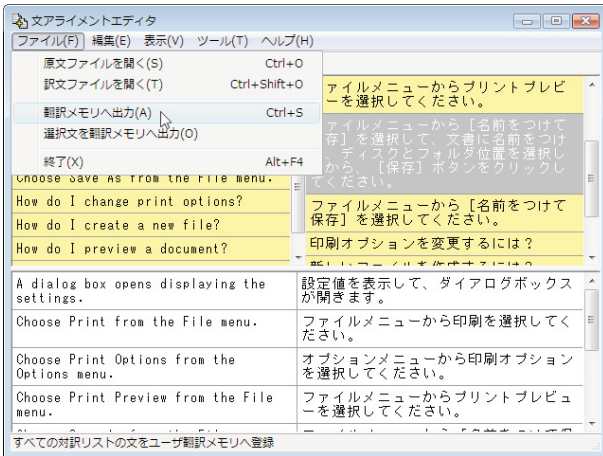 文アライメントエディタ
ファイル(F) 編集(E) 表示(V) ツール(T) ヘルプ(H)
原文ファイルを開く(S) Ctrl+O
訳文ファイルを開く(T) Ctrl+Shift+O
翻訳メモリへ出力(A) Ctrl+S
選択文を翻訳メモリへ出力(O)
終了(X) Alt+F4
Choose Save As from the File menu.
How do I change print options?
How do I create a new file?
How do I preview a document?
ァイルメニューからプリントプレビ
ーを選択してください。
ァイルメニューから [名前をつけて
存] を選択して、文書に名前をつけ
、ディスクとフォルダ位置を選択し
から、 [保存] ボタンをクリックし
てください。
ファイルメニューから [名前をつけて
保存] を選択してください。
印刷オプションを変更するには?
新しいファイルを作成するには?
A dialog box opens displaying the
settings.
設定値を表示して、ダイアログボックス
が開きます。
Choose Print from the File menu.
ファイルメニューから印刷を選択してく
ださい。
Choose Print Options from the
Options menu.
オプションメニューから印刷オプション
を選択してください。
Choose Print Preview from the File
menu.
ファイルメニューからプリントプレビュ
ーを選択してください。
すべての対訳リストの文をユーザ翻訳メモリへ登録